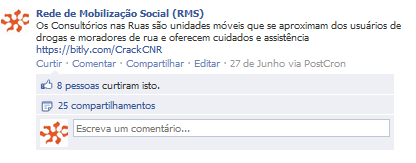 Rede de Mobilização Social (RMS)
Os Consultórios nas Ruas são unidades móveis que se aproximam dos usuários de
drogas e moradores de rua e oferecem cuidados e assistência
https://bitly.com/CrackCNR
Curtir · Comentar · Compartilhar · Editar · 27 de Junho via PostCron
8 pessoas curtiram isto.
25 compartilhamentos
Escreva um comentário...